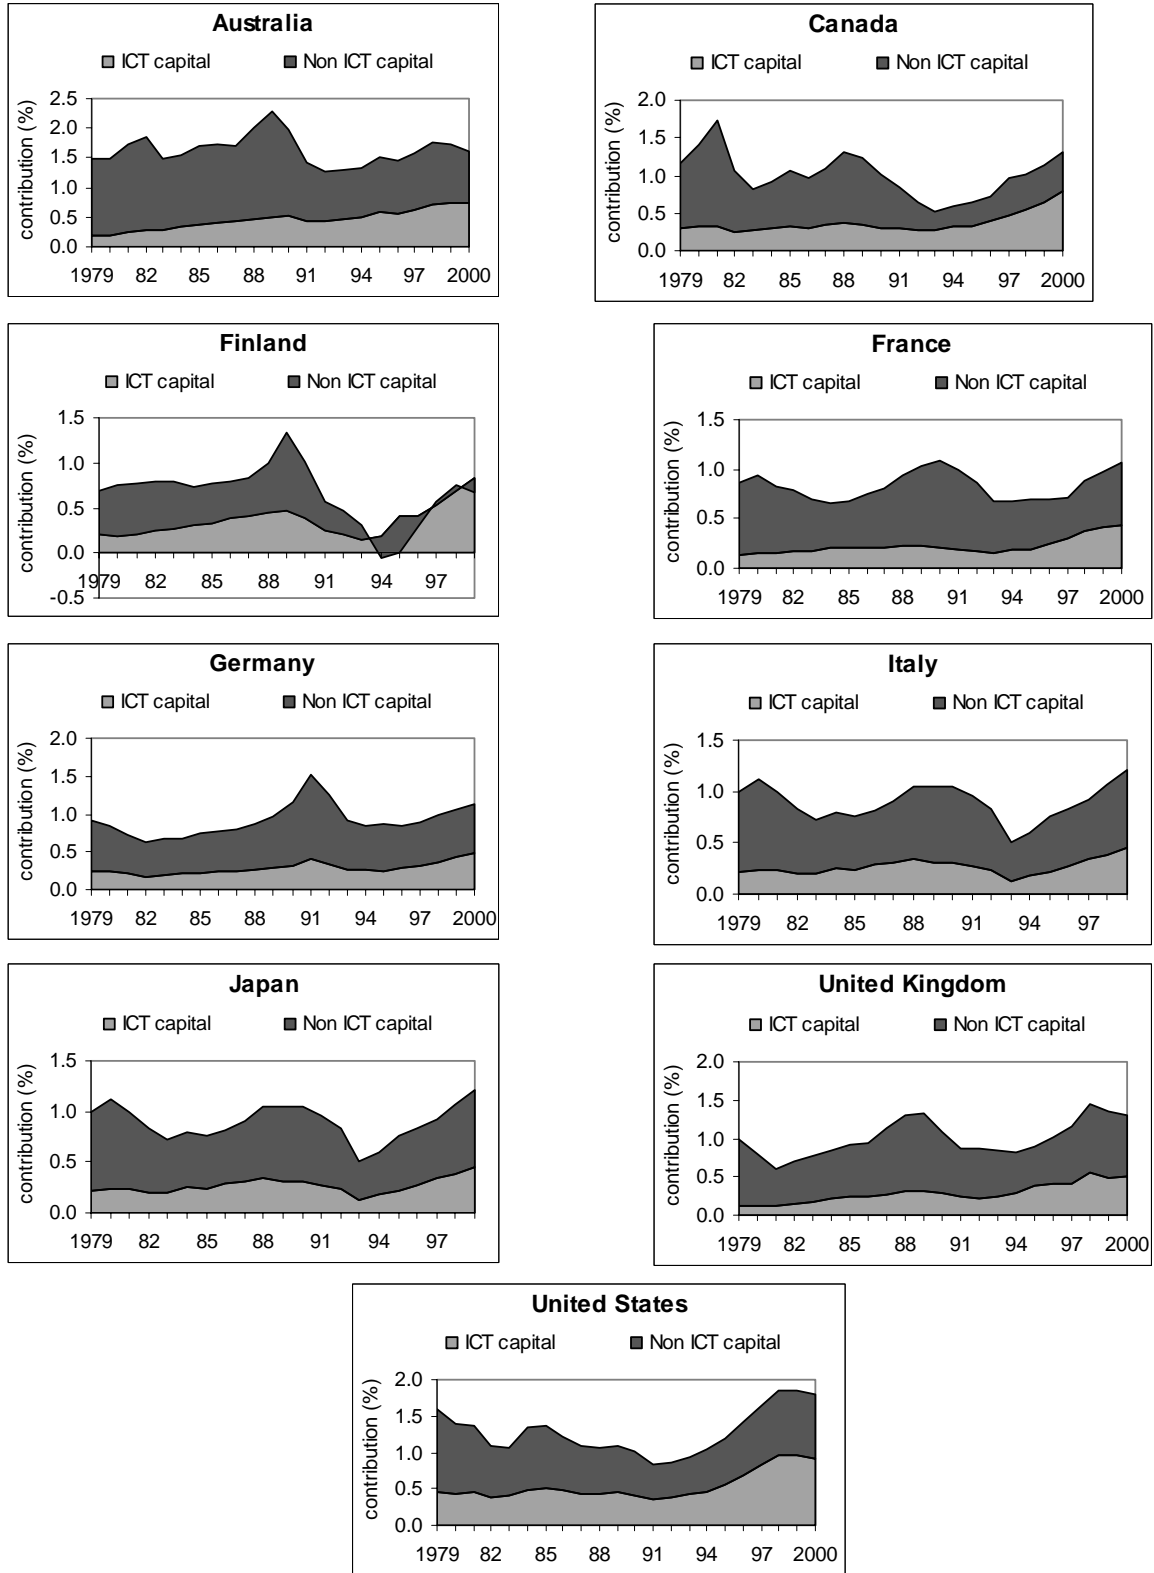 Australia
ICT capital Non ICT capital
contribution (%)
2.5
2.0
1.5
1.0
0.5
0.0
1979 82 85 88 91 94 97 2000
Canada
ICT capital Non ICT capital
contribution (%)
2.0
1.5
1.0
0.5
0.0
1979 82 85 88 91 94 97 2000
Finland
ICT capital Non ICT capital
contribution (%)
1.5
1.0
0.5
0.0
1979 82 85 88 91 94 97
-0.5
France
ICT capital Non ICT capital
contribution (%)
1.5
1.0
0.5
0.0
1979 82 85 88 91 94 97 2000
Germany
ICT capital Non ICT capital
contribution (%)
2.0
1.5
1.0
0.5
0.0
1979 82 85 88 91 94 97 2000
Italy
ICT capital Non ICT capital
contribution (%)
1.5
1.0
0.5
0.0
1979 82 85 88 91 94 97
Japan
ICT capital Non ICT capital
contribution (%)
1.5
1.0
0.5
0.0
1979 82 85 88 91 94 97
United Kingdom
ICT capital Non ICT capital
contribution (%)
2.0
1.5
1.0
0.5
0.0
1979 82 85 88 91 94 97 2000
United States
ICT capital Non ICT capital
contribution (%)
2.0
1.5
1.0
0.5
0.0
1979 82 85 88 91 94 97 2000